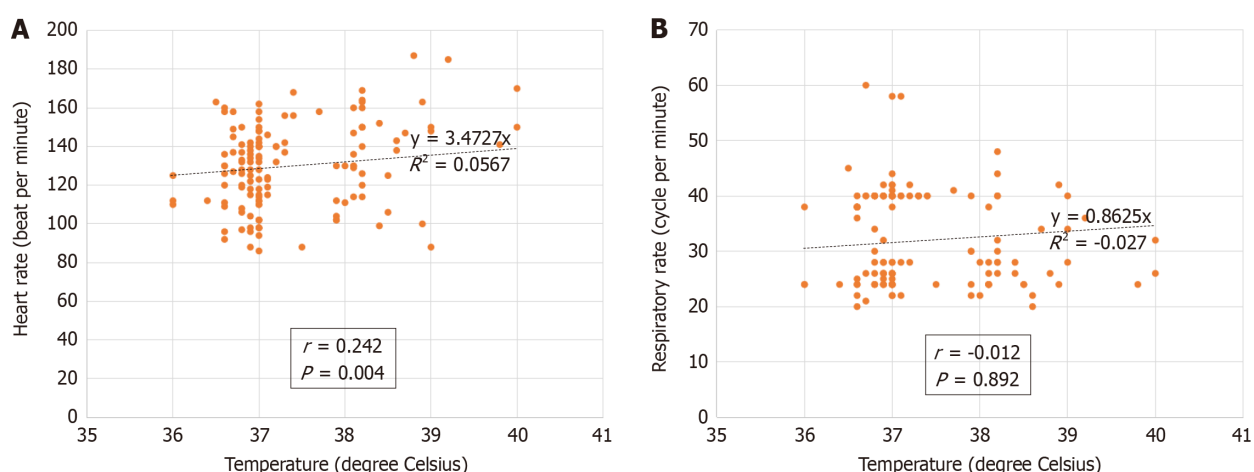 A
Heart rate (beat per minute)
200
180
160
140
120
100
80
60
40
20
0
y = 3.4727x
R² = 0.0567
r = 0.242
P = 0.004
35 36 37 38 39 40 41
Temperature (degree Celsius)
B
Respiratory rate (cycle per minute)
70
60
50
40
30
20
10
0
y = 0.8625x
R² = -0.027
r = -0.012
P = 0.892
35 36 37 38 39 40 41
Temperature (degree Celsius)